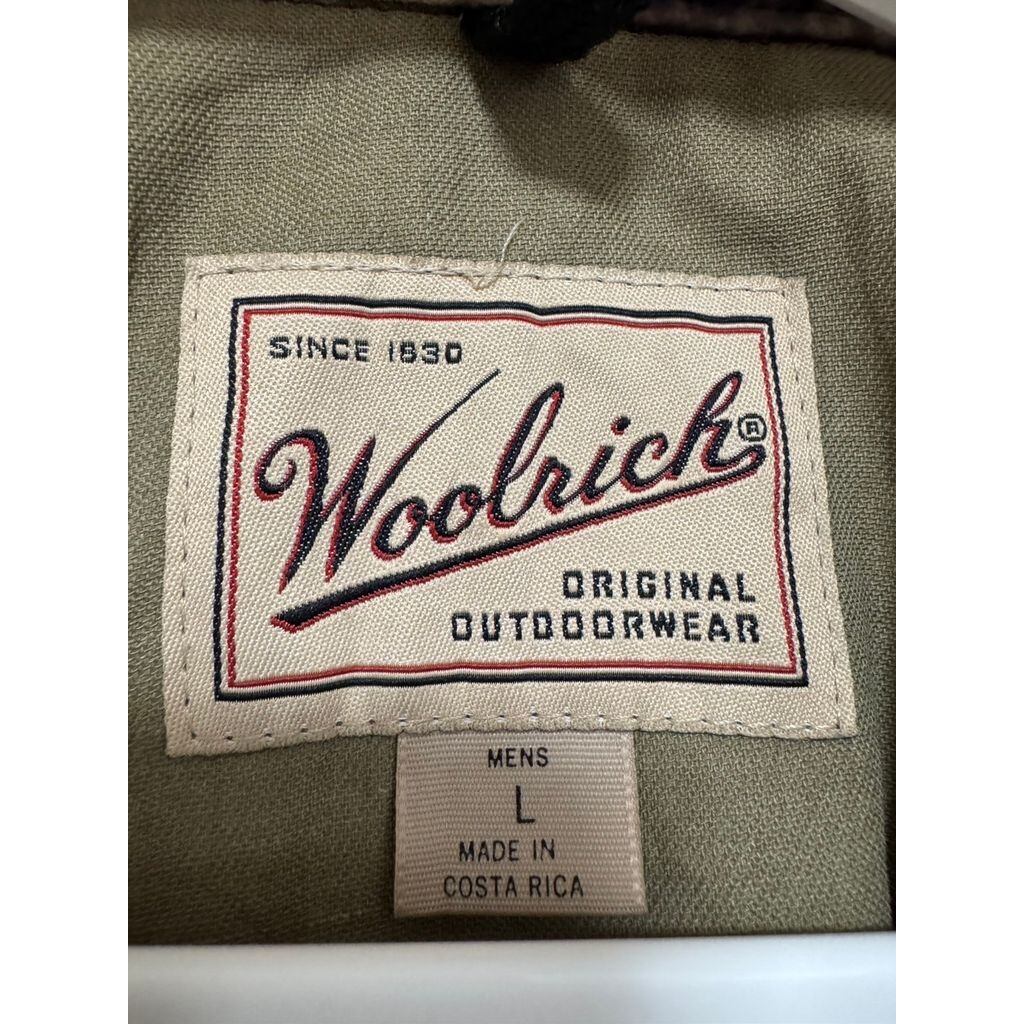 SINCE 1830
Woolrich®
ORIGINAL
OUTDOORWEAR
MENS
L
MADE IN
COSTA RICA